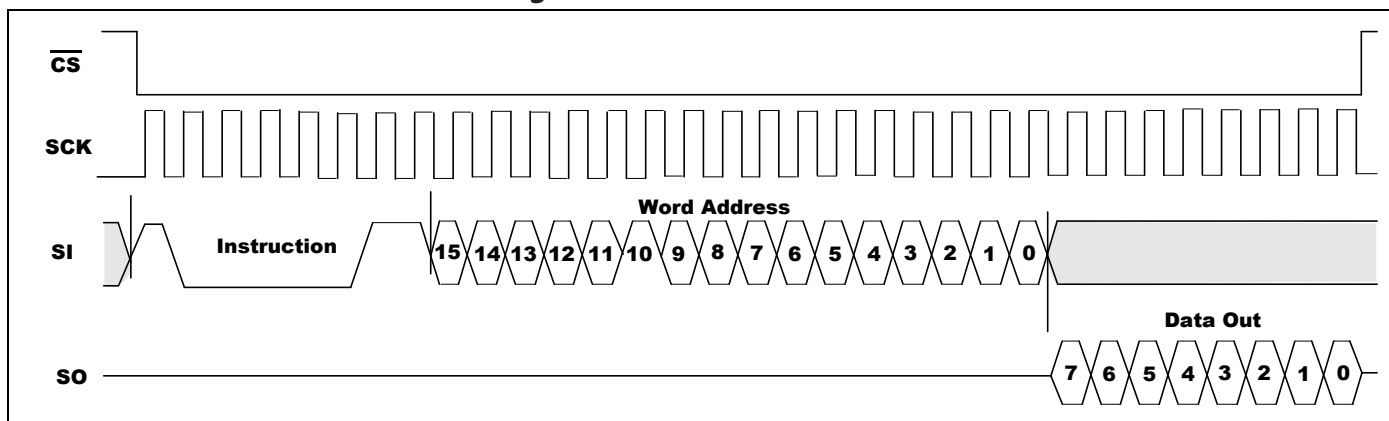 CS
SCK
Word Address
SI Instruction 15 14 13 12 11 10 9 8 7 6 5 4 3 2 1 0
Data Out
SO 7 6 5 4 3 2 1 0